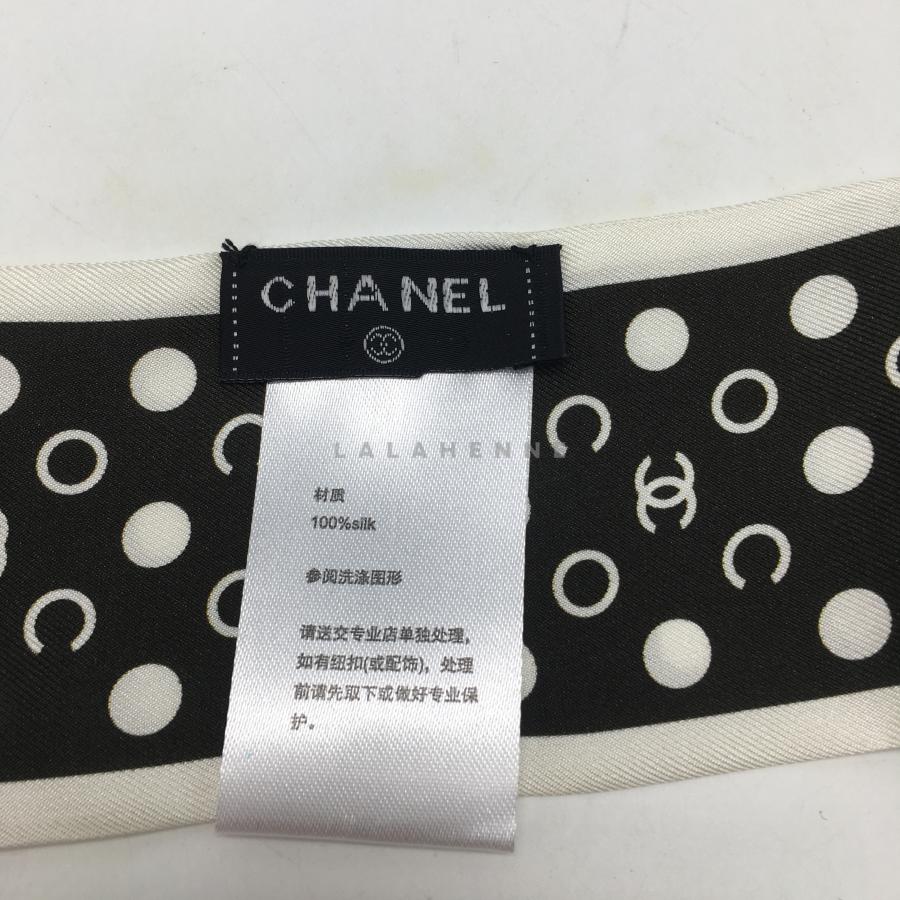 CHANEL
LALAHENNE
材质
100%silk
参阅洗涤图形
请送交专业店单独处理,
如有纽扣(或配饰), 处理
前请先取下或做好专业保
护。